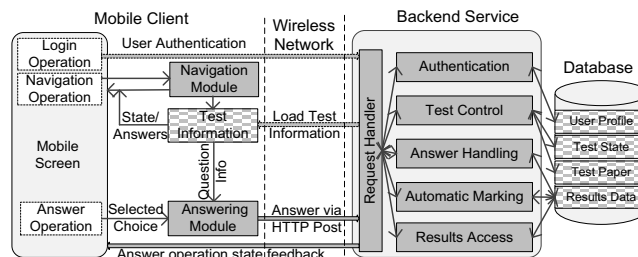 Mobile Client
Wireless
Network
Backend Service
Login
Operation
User Authentication
Navigation
Operation
Navigation
Module
State/
Answers
Test
Information
Load Test
Information
Mobile
Screen
Question
Info
Answer
Operation
Selected
Choice
Answering
Module
Answer via
HTTP Post
Answer operation state feedback
Request Handler
Authentication
Test Control
Answer Handling
Automatic Marking
Results Access
Database
User Profile
Test State
Test Paper
Results Data